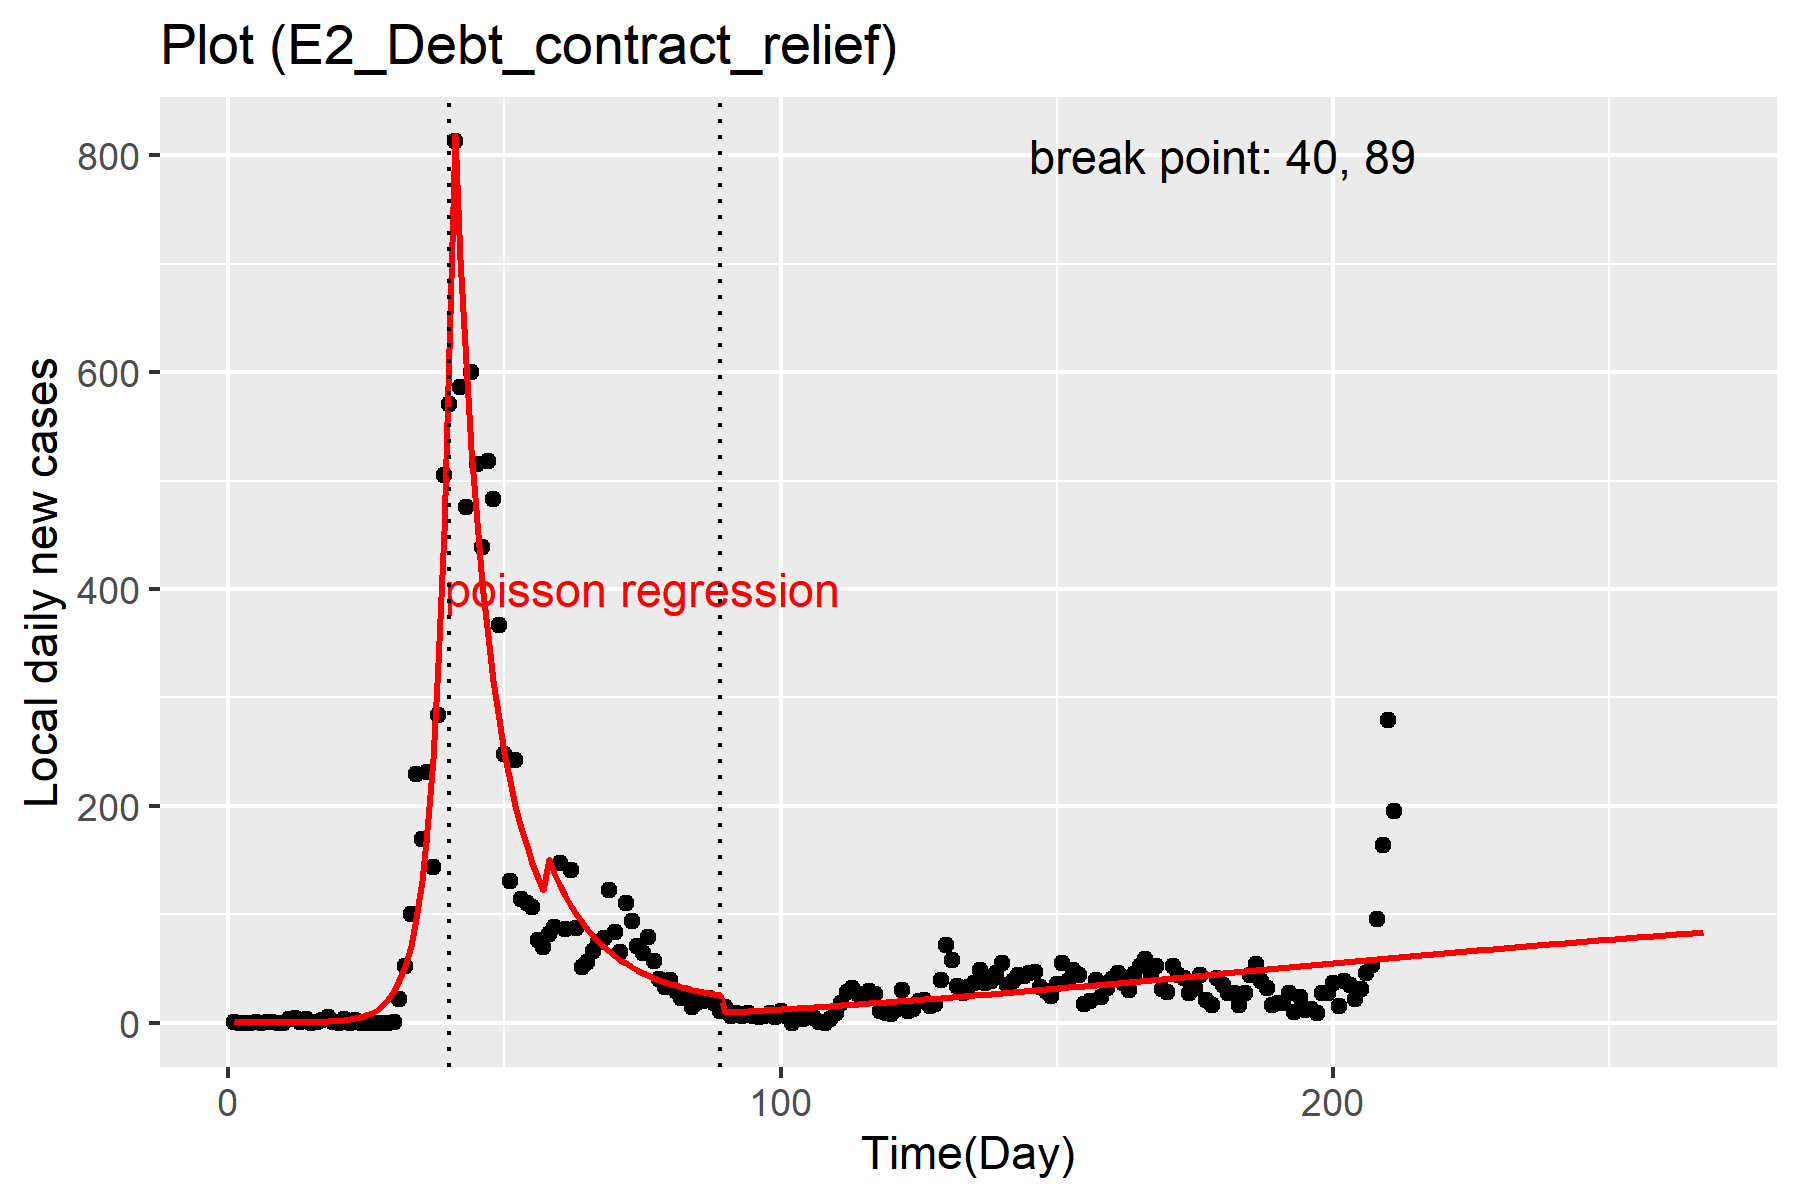 Plot (E2_Debt_contract_relief)
break point: 40, 89
poisson regression
Local daily new cases
800
600
400
200
0
0 100 200
Time(Day)